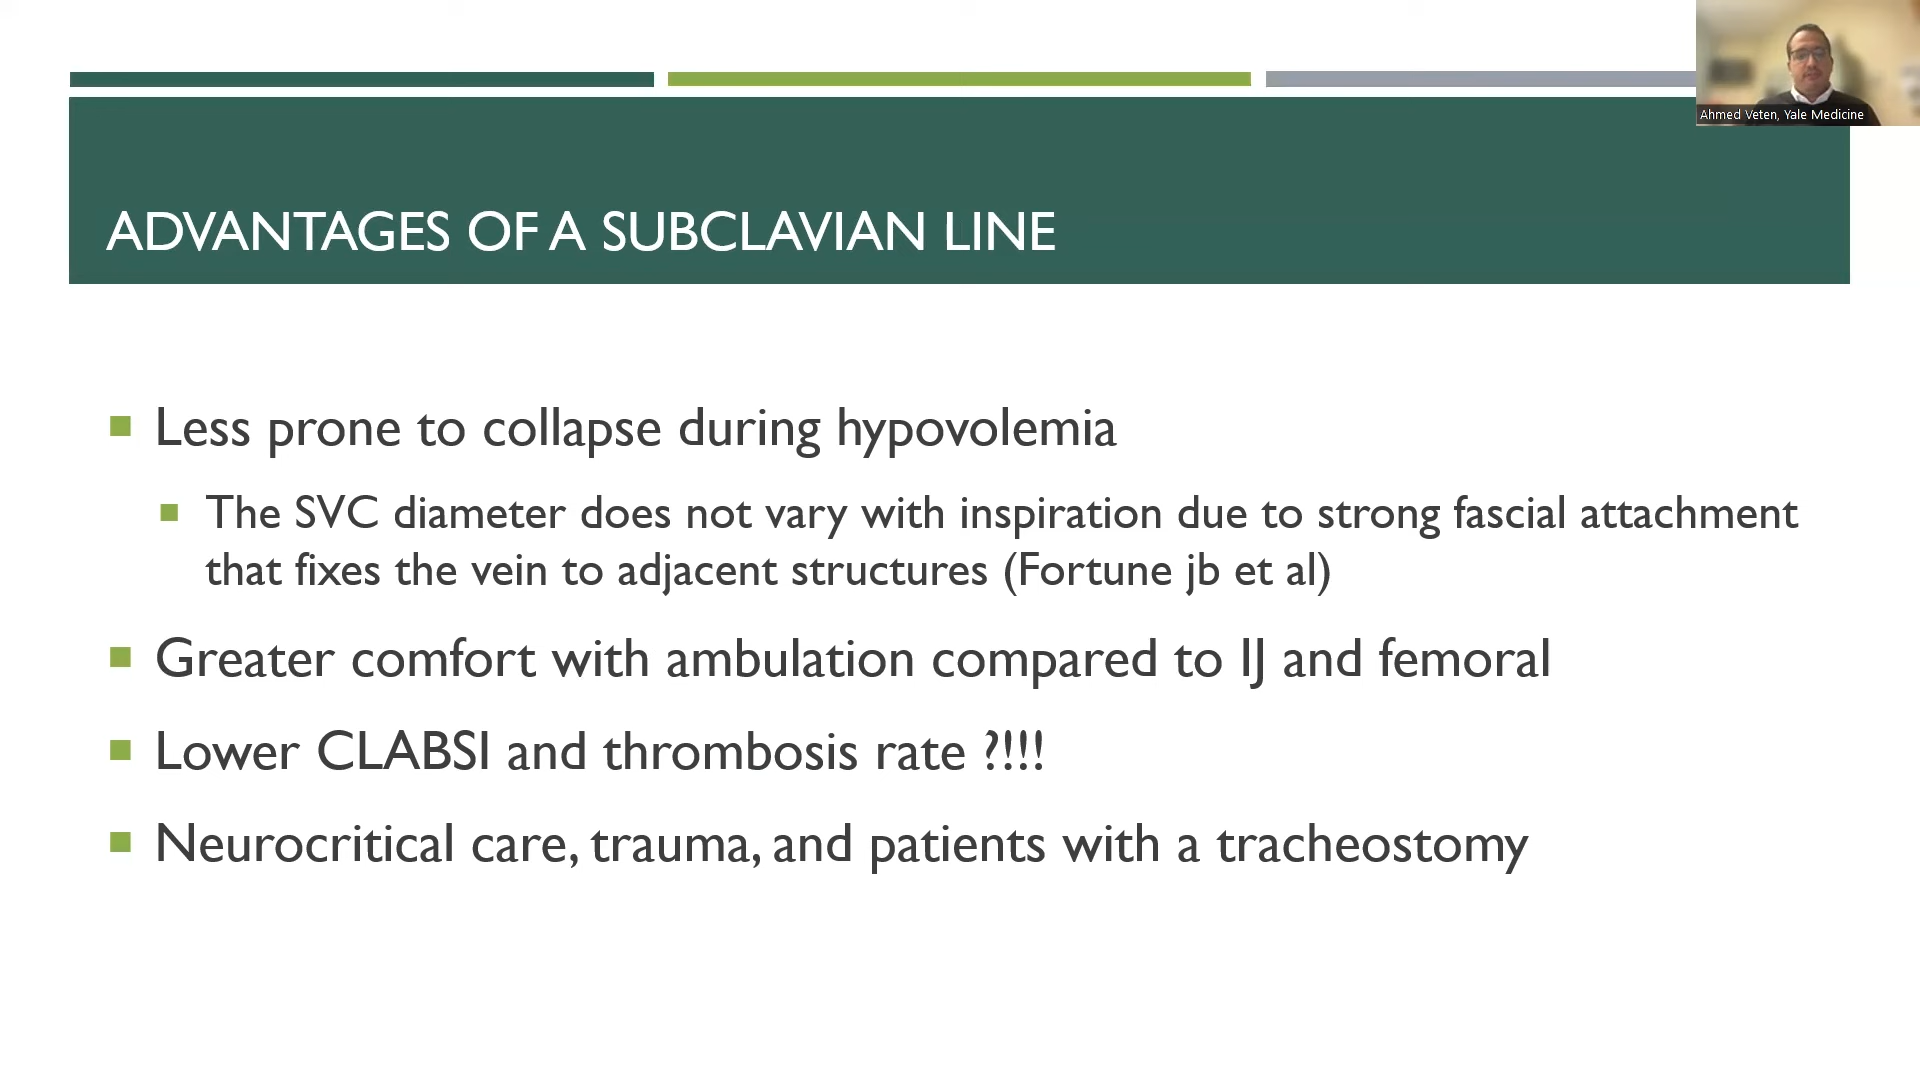 Ahmed Veten, Yale Medicine
ADVANTAGES OF A SUBCLAVIAN LINE
Less prone to collapse during hypovolemia
The SVC diameter does not vary with inspiration due to strong fascial attachment
that fixes the vein to adjacent structures (Fortune jb et al)
Greater comfort with ambulation compared to IJ and femoral
Lower CLABSI and thrombosis rate ?!!!
Neurocritical care, trauma, and patients with a tracheostomy